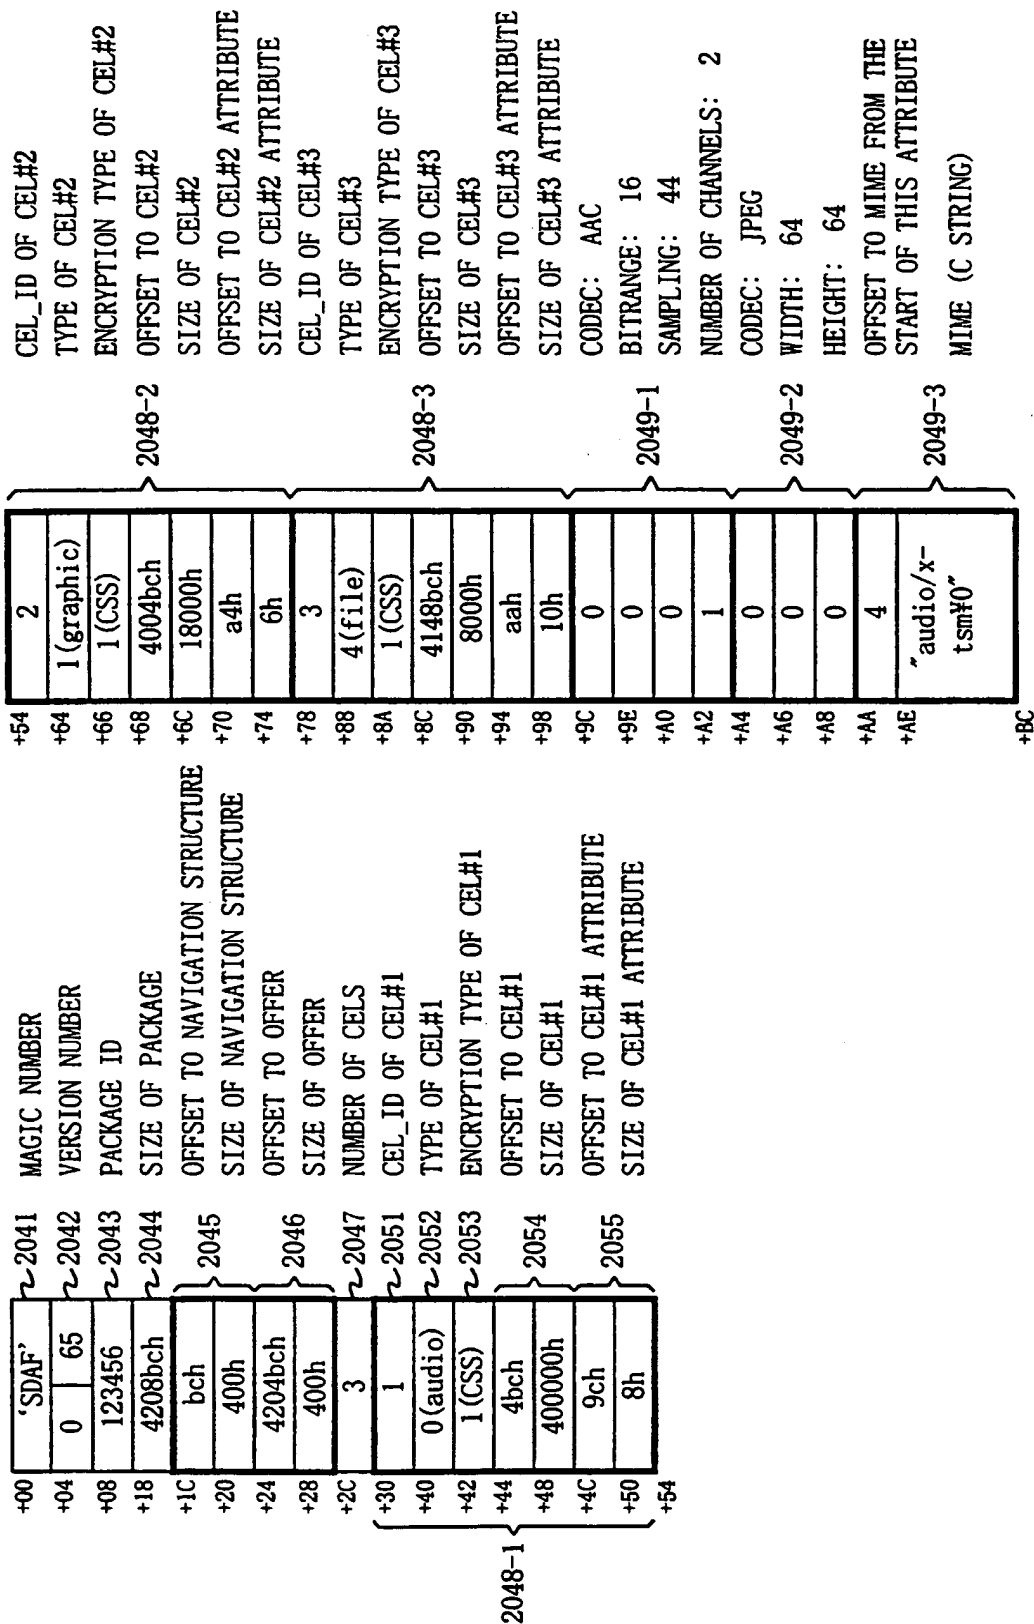 +00 'SDAF' 2041 MAGIC NUMBER
+04 0 65 2042 VERSION NUMBER
+08 123456 2043 PACKAGE ID
+18 4208bch 2044 SIZE OF PACKAGE
+1C bch OFFSET TO NAVIGATION STRUCTURE
2045
+20 400h SIZE OF NAVIGATION STRUCTURE
+24 4204bch OFFSET TO OFFER
2046
+28 400h SIZE OF OFFER
+2C 3 2047 NUMBER OF CELS
+30 1 2051 CEL_ID OF CEL#1
+40 0(audio) 2052 TYPE OF CEL#1
+42 1(CSS) 2053 ENCRYPTION TYPE OF CEL#1
+44 4bch OFFSET TO CEL#1
2054
+48 400000h SIZE OF CEL#1
+4C 9ch OFFSET TO CEL#1 ATTRIBUTE
2055
+50 8h SIZE OF CEL#1 ATTRIBUTE
+54
2048-1
+54 2 CEL_ID OF CEL#2
+64 1(graphic) TYPE OF CEL#2
+66 1(CSS) ENCRYPTION TYPE OF CEL#2
+68 4004bch OFFSET TO CEL#2
2048-2
+6C 18000h SIZE OF CEL#2
+70 a4h OFFSET TO CEL#2 ATTRIBUTE
+74 6h SIZE OF CEL#2 ATTRIBUTE
+78 3 CEL_ID OF CEL#3
+88 4(file) TYPE OF CEL#3
+8A 1(CSS) ENCRYPTION TYPE OF CEL#3
+8C 4148bch OFFSET TO CEL#3
2048-3
+90 8000h SIZE OF CEL#3
+94 aah OFFSET TO CEL#3 ATTRIBUTE
+98 10h SIZE OF CEL#3 ATTRIBUTE
+9C 0 CODEC: AAC
+9E 0 BITRANGE: 16
2049-1
+A0 0 SAMPLING: 44
+A2 1 NUMBER OF CHANNELS: 2
+A4 0 CODEC: JPEG
+A6 0 2049-2 WIDTH: 64
+A8 0 HEIGHT: 64
+AA 4 OFFSET TO MIME FROM THE
START OF THIS ATTRIBUTE
+AE "audio/x-
tsm¥0" 2049-3 MIME (C STRING)
+BC